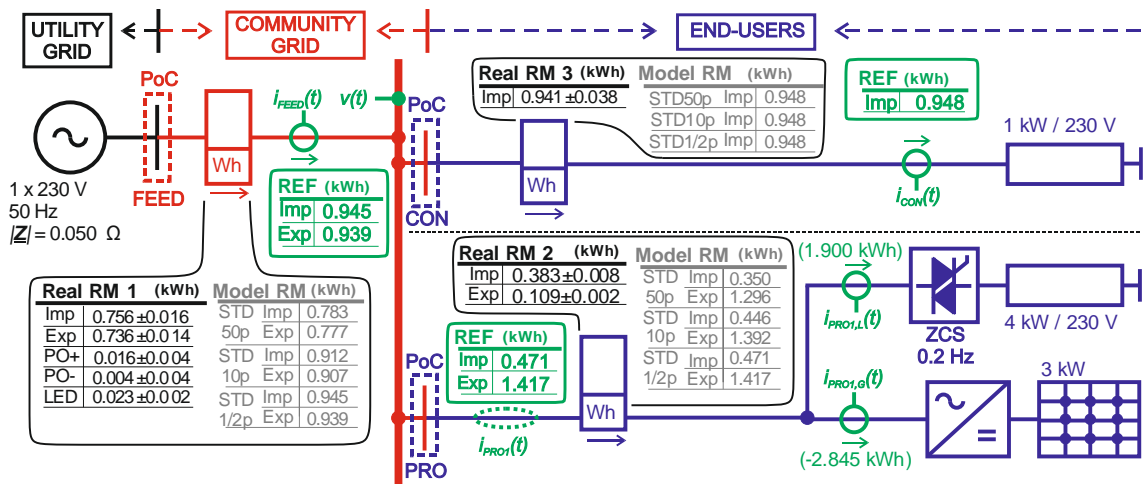 UTILITY
GRID
COMMUNITY
GRID
END-USERS
PoC
i_FEED(t)
v(t)
PoC
Wh
FEED
1 x 230 V
50 Hz
|Z| = 0.050 Ω
REF (kWh)
Imp 0.945
Exp 0.939
CON
Real RM 3 (kWh) Model RM (kWh)
Imp 0.941 ±0.038 STD50p Imp 0.948
STD10p Imp 0.948
STD1/2p Imp 0.948
Wh
REF (kWh)
Imp 0.948
i_CON(t)
1 kW / 230 V
Real RM 1 (kWh) Model RM (kWh)
Imp 0.756 ±0.016 STD Imp 0.783
Exp 0.736 ±0.014 50p Exp 0.777
PO+ 0.016 ±0.004 STD Imp 0.912
PO- 0.004 ±0.004 10p Exp 0.907
LED 0.023 ±0.002 STD Imp 0.945
1/2p Exp 0.939
Real RM 2 (kWh) Model RM (kWh)
Imp 0.383±0.008 STD Imp 0.350
Exp 0.109±0.002 50p Exp 1.296
STD Imp 0.446
10p Exp 1.392
STD Imp 0.471
1/2p Exp 1.417
REF (kWh)
Imp 0.471
Exp 1.417
PoC
PRO
i_PRO1(t)
Wh
(1.900 kWh)
i_PRO1,L(t)
ZCS
0.2 Hz
4 kW / 230 V
i_PRO1,G(t)
(-2.845 kWh)
3 kW